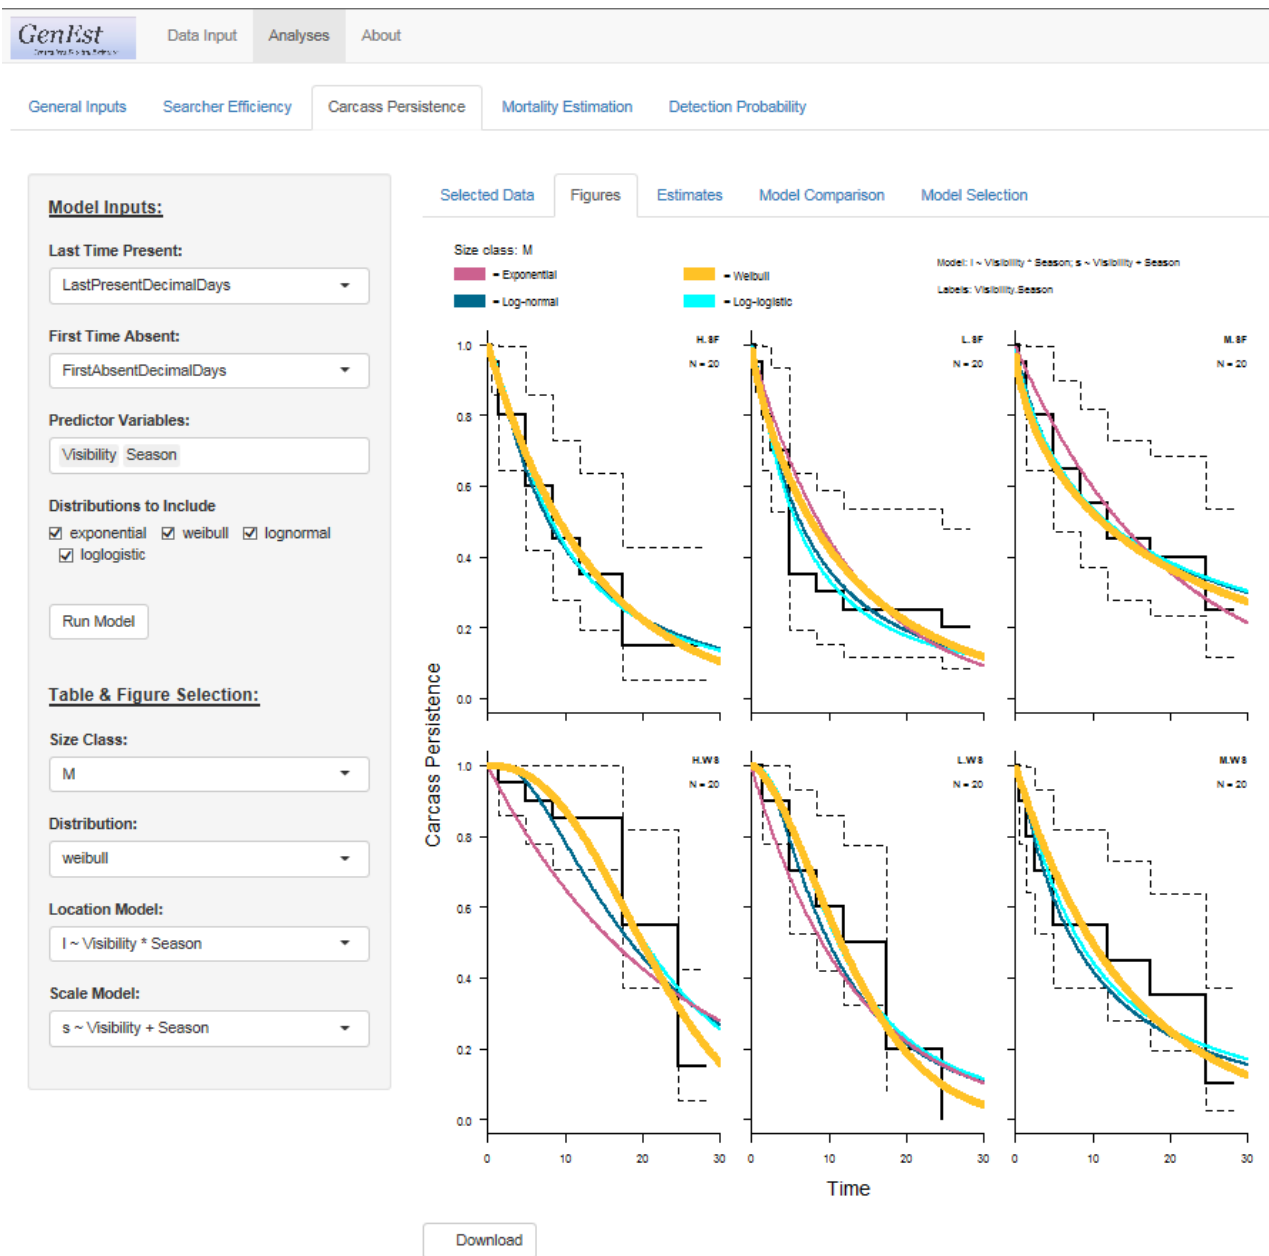 GenEst
Data Input Analyses About
General Inputs Searcher Efficiency Carcass Persistence Mortality Estimation Detection Probability
Model Inputs:
Last Time Present:
LastPresentDecimalDays
First Time Absent:
FirstAbsentDecimalDays
Predictor Variables:
Visibility Season
Distributions to Include
exponential weibull lognormal
loglogistic
Run Model
Table & Figure Selection:
Size Class:
M
Distribution:
weibull
Location Model:
l ~ Visibility * Season
Scale Model:
s ~ Visibility + Season
Selected Data Figures Estimates Model Comparison Model Selection
Size class: M
= Exponential = Weibull
= Log-normal = Log-logistic
Model: l ~ Visibility * Season; s ~ Visibility + Season
Labels: Visibility.Season
H.SF L.SF M.SF
N = 20 N = 20 N = 20
1.0
0.8
0.6
0.4
0.2
0.0
H.WS L.WS M.WS
N = 20 N = 20 N = 20
1.0
0.8
0.6
0.4
0.2
0.0
0 10 20 30 0 10 20 30 0 10 20 30
Carcass Persistence
Time
Download